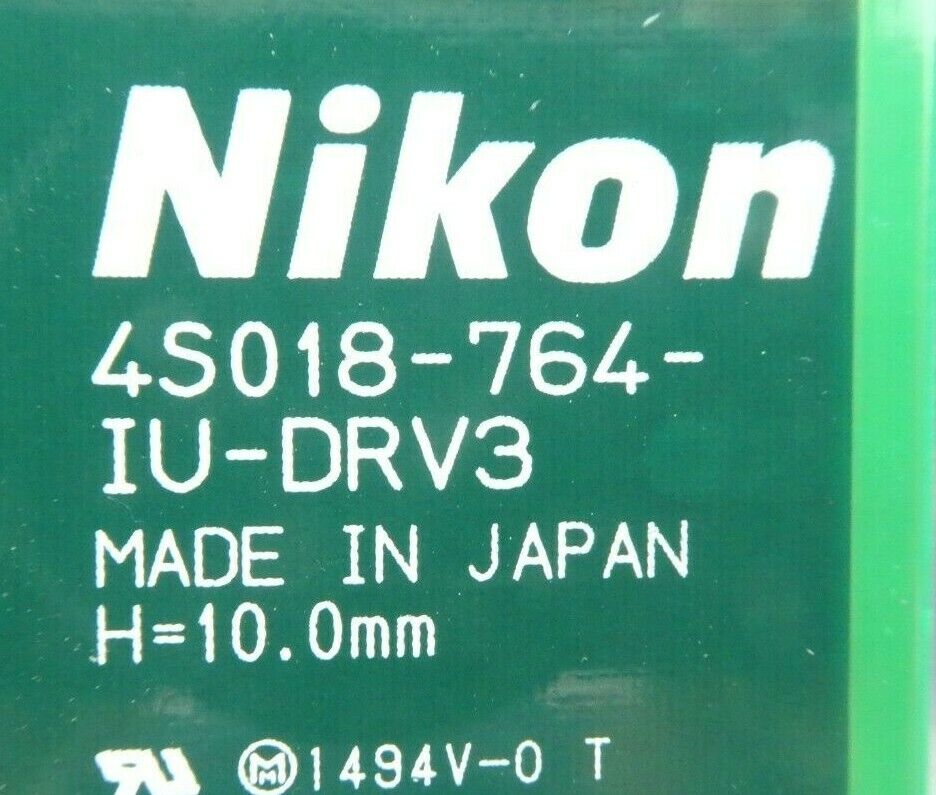 Nikon
4S018-764-
IU-DRV3
MADE IN JAPAN
H=10.0mm
1494V-0 T